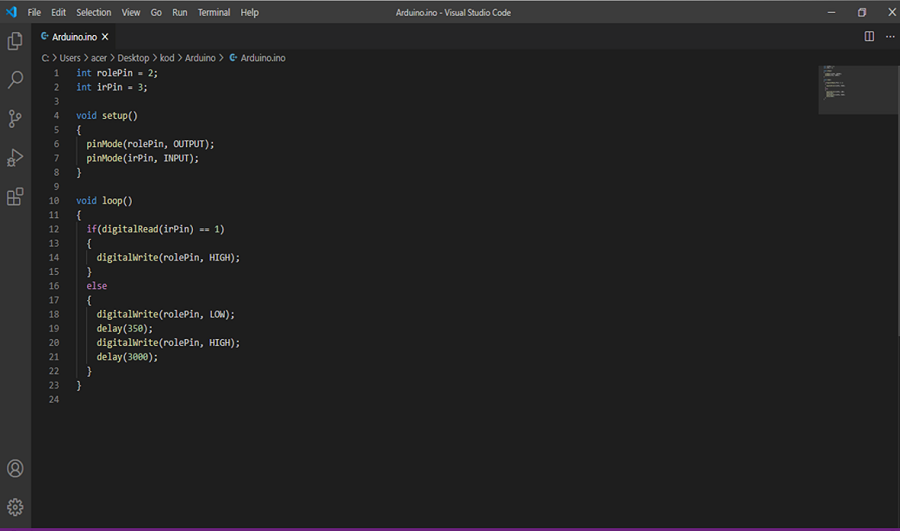 File Edit Selection View Go Run Terminal Help Arduino.ino - Visual Studio Code
Arduino.ino
C: > Users > acer > Desktop > kod > Arduino > Arduino.ino
1 int rolePin = 2;
2 int irPin = 3;
3
4 void setup()
5 {
6 pinMode(rolePin, OUTPUT);
7 pinMode(irPin, INPUT);
8 }
9
10 void loop()
11 {
12 if(digitalRead(irPin) == 1)
13 {
14 digitalWrite(rolePin, HIGH);
15 }
16 else
17 {
18 digitalWrite(rolePin, LOW);
19 delay(350);
20 digitalWrite(rolePin, HIGH);
21 delay(3000);
22 }
23 }
24